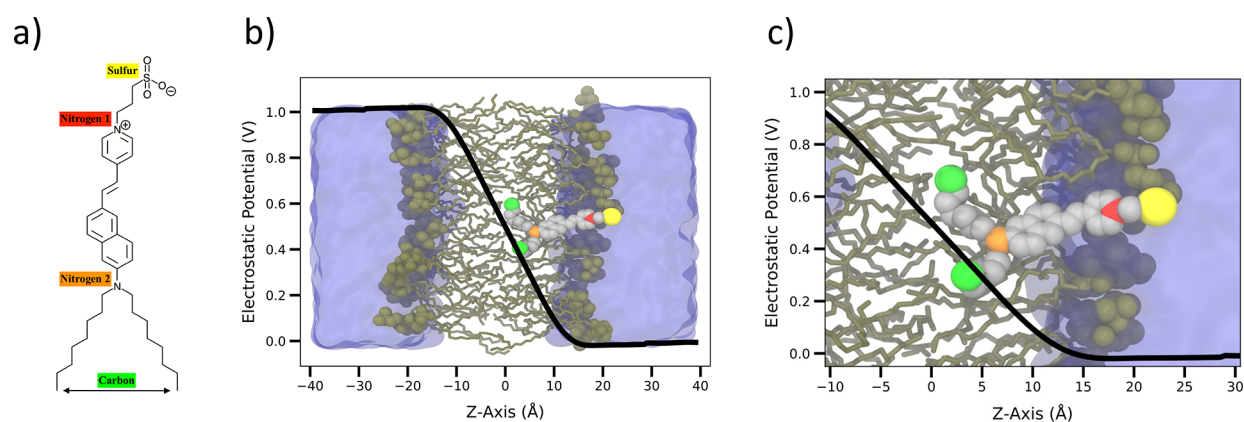 a)
b)
c)
Sulfur
O
S
O
O
⊖
Nitrogen 1
N
⊕
Nitrogen 2
N
Carbon
Electrostatic Potential (V)
1.0
0.8
0.6
0.4
0.2
0.0
−40 −30 −20 −10 0 10 20 30 40
Z-Axis (Å)
Electrostatic Potential (V)
1.0
0.8
0.6
0.4
0.2
0.0
−10 −5 0 5 10 15 20 25 30
Z-Axis (Å)